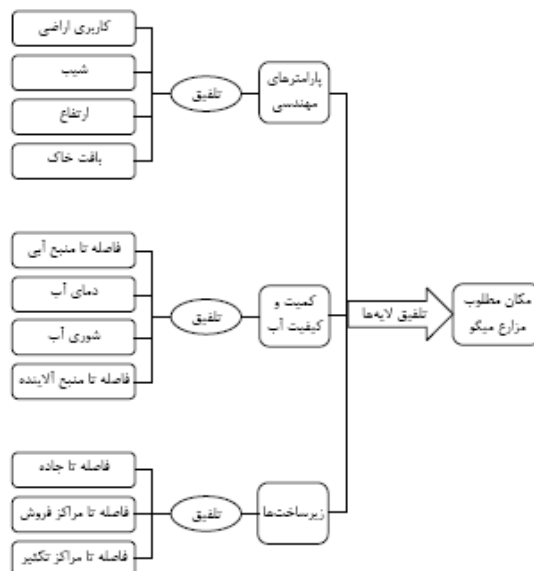 کاربری اراضی
شیب
ارتفاع
بافت خاک
تلفیق
پارامترهای
مهندسی
فاصله تا منبع آبی
دمای آب
شوری آب
فاصله تا منبع آلاینده
تلفیق
کمیت و
کیفیت آب
تلفیق لایه‌ها
مکان مطلوب
مزارع میگو
فاصله تا جاده
فاصله تا مراکز فروش
فاصله تا مراکز تکثیر
تلفیق
زیرساخت‌ها